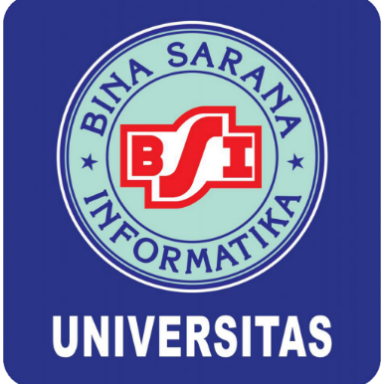 BINA SARANA
BSI
INFORMATIKA
UNIVERSITAS